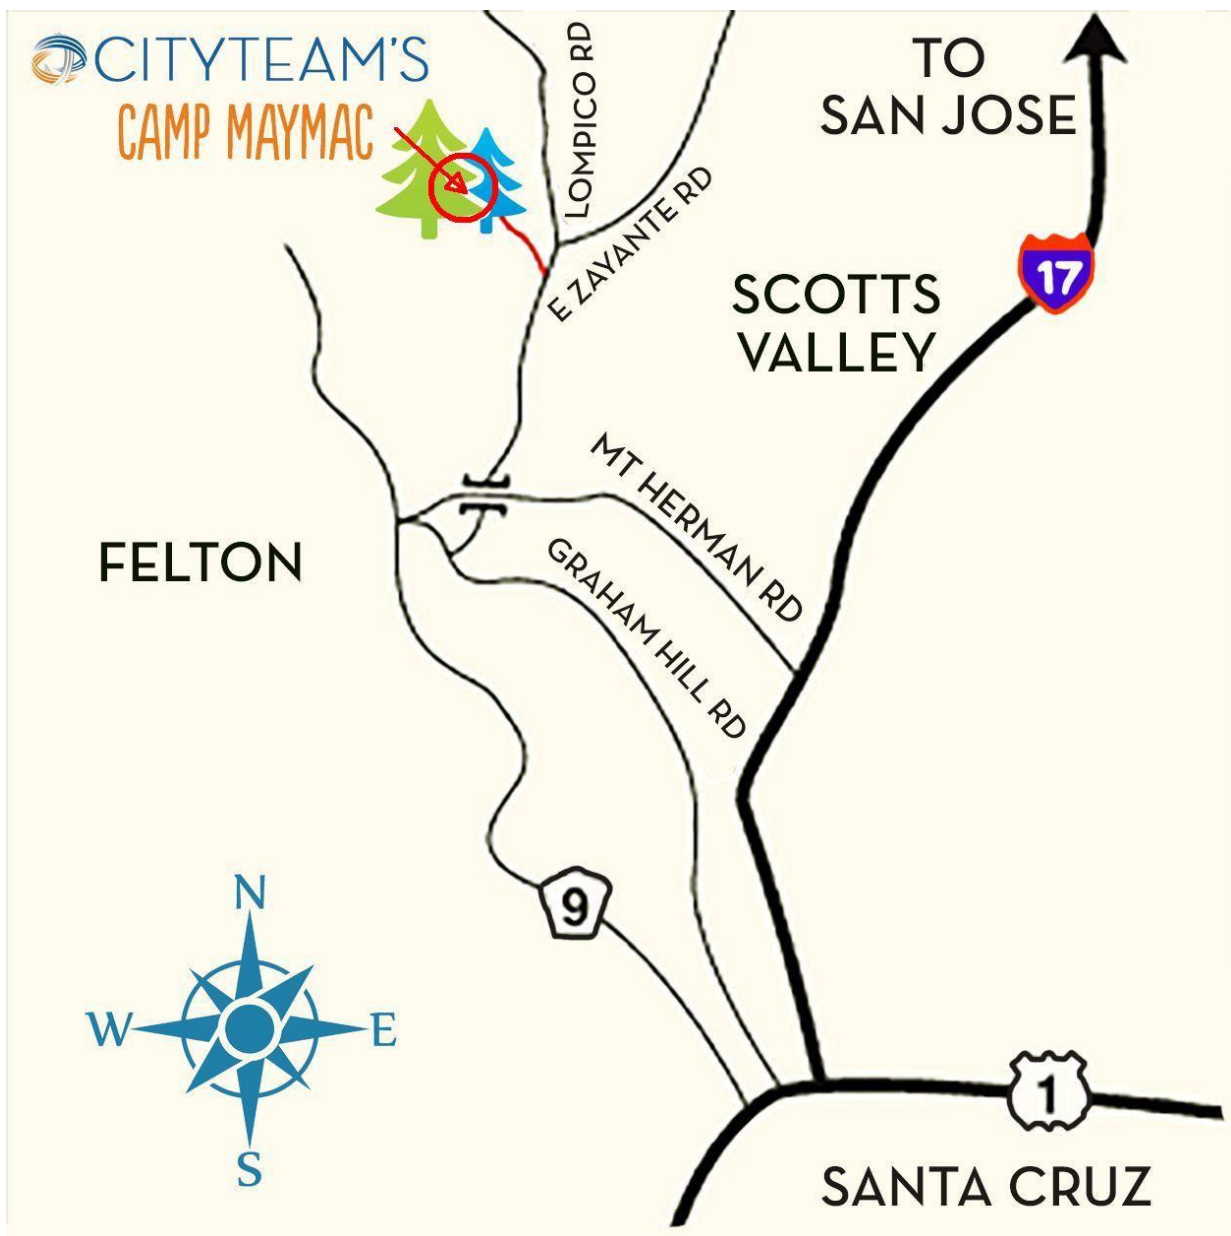 CITYTEAM'S
CAMP MAYMAC
LOMPICO RD
TO
SAN JOSE
E ZAYANTE RD
17
SCOTTS
VALLEY
MT HERMAN RD
FELTON
GRAHAM HILL RD
9
N
W
E
S
1
SANTA CRUZ